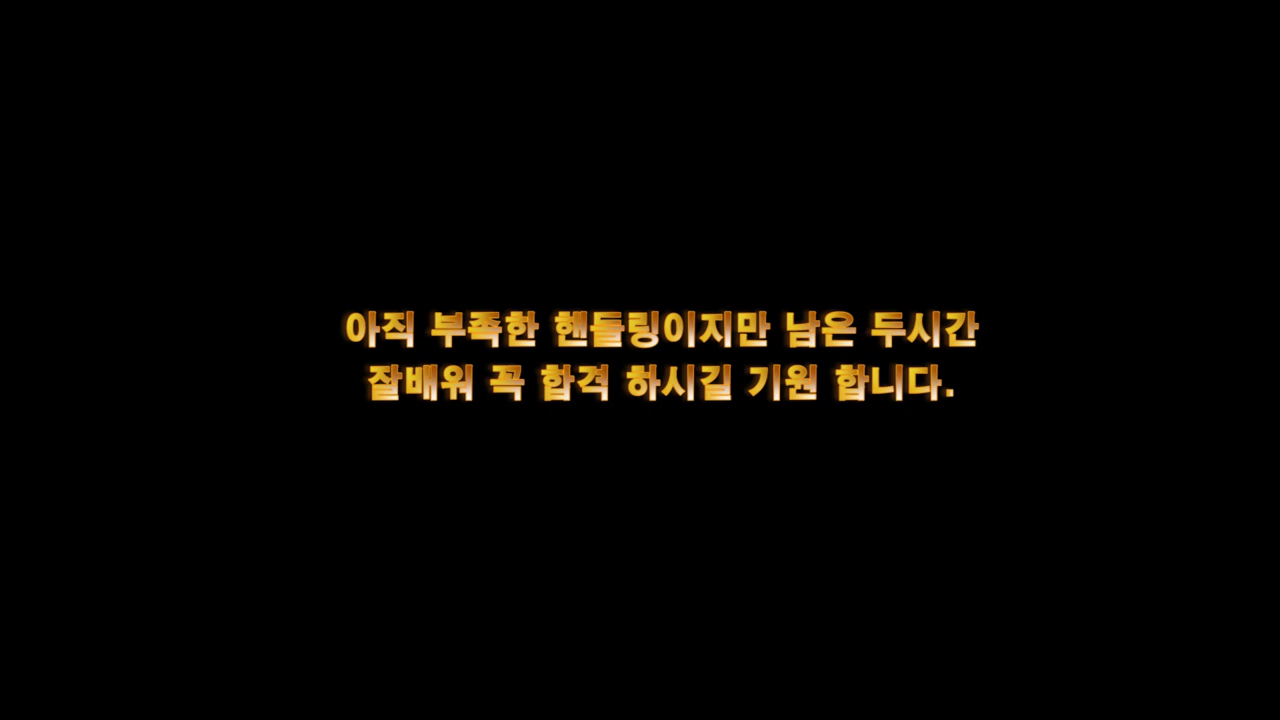 아직 부족한 핸들링이지만 남은 두시간
잘배워 꼭 합격 하시길 기원 합니다.